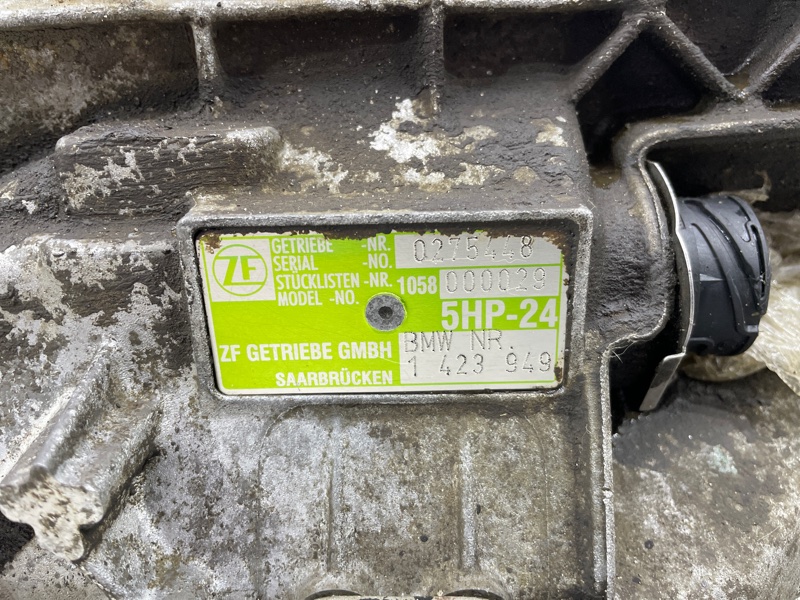 ZF
GETRIEBE -NR. 0275448
SERIAL -NO.
STÜCKLISTEN -NR. 1058 000029
MODEL -NO.
5HP-24
ZF GETRIEBE GMBH BMW NR.
SAARBRÜCKEN 1 423 949